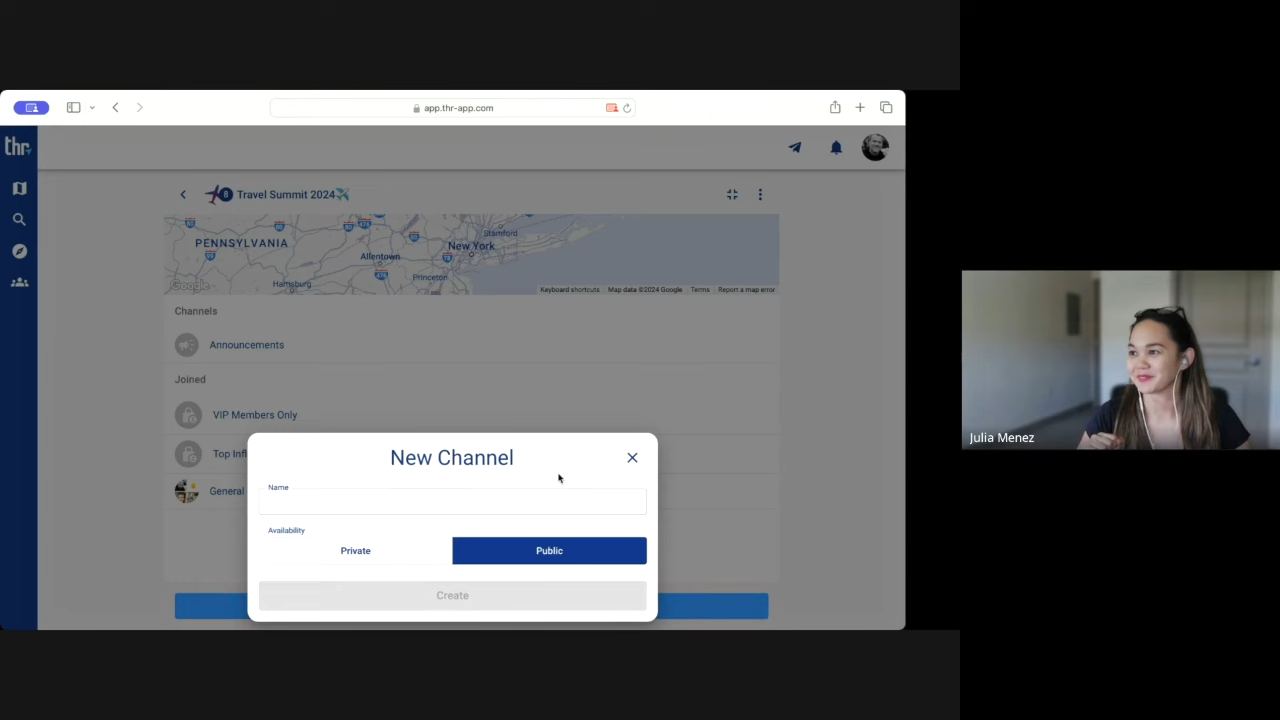 app.thr-app.com
thr
8 Travel Summit 2024
PENNSYLVANIA
Allentown
Stamford
New York
Princeton
Harrisburg
Google
Keyboard shortcuts Map data ©2024 Google Terms Report a map error
Channels
Announcements
Joined
VIP Members Only
Top Infl
General
New Channel
Name
Availability
Private Public
Create
Julia Menez